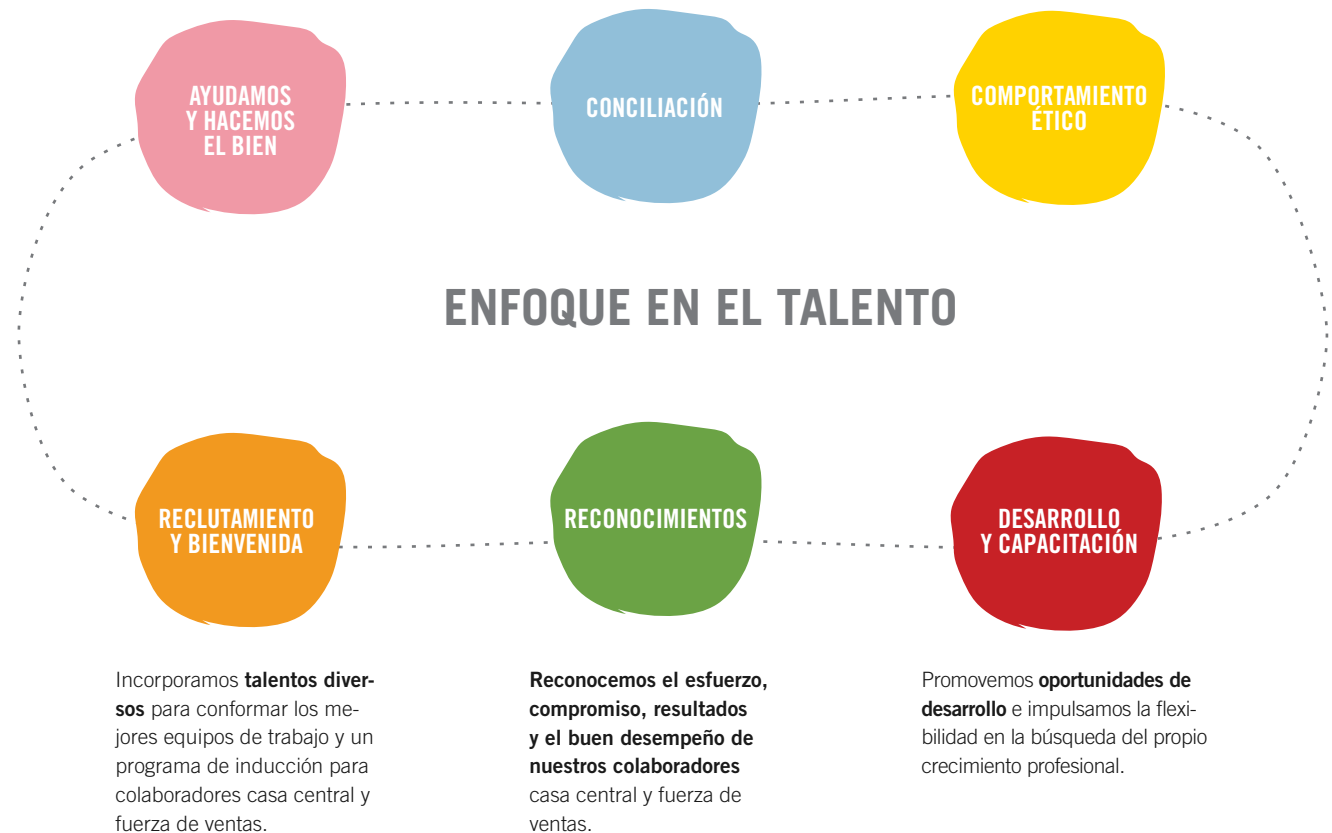 AYUDAMOS
Y HACEMOS
EL BIEN
CONCILIACIÓN
COMPORTAMIENTO
ÉTICO
ENFOQUE EN EL TALENTO
RECLUTAMIENTO
Y BIENVENIDA
RECONOCIMIENTOS
DESARROLLO
Y CAPACITACIÓN
Incorporamos talentos diver-
sos para conformar los me-
jores equipos de trabajo y un
programa de inducción para
colaboradores casa central y
fuerza de ventas.
Reconocemos el esfuerzo,
compromiso, resultados
y el buen desempeño de
nuestros colaboradores
casa central y fuerza de
ventas.
Promovemos oportunidades de
desarrollo e impulsamos la flexi-
bilidad en la búsqueda del propio
crecimiento profesional.